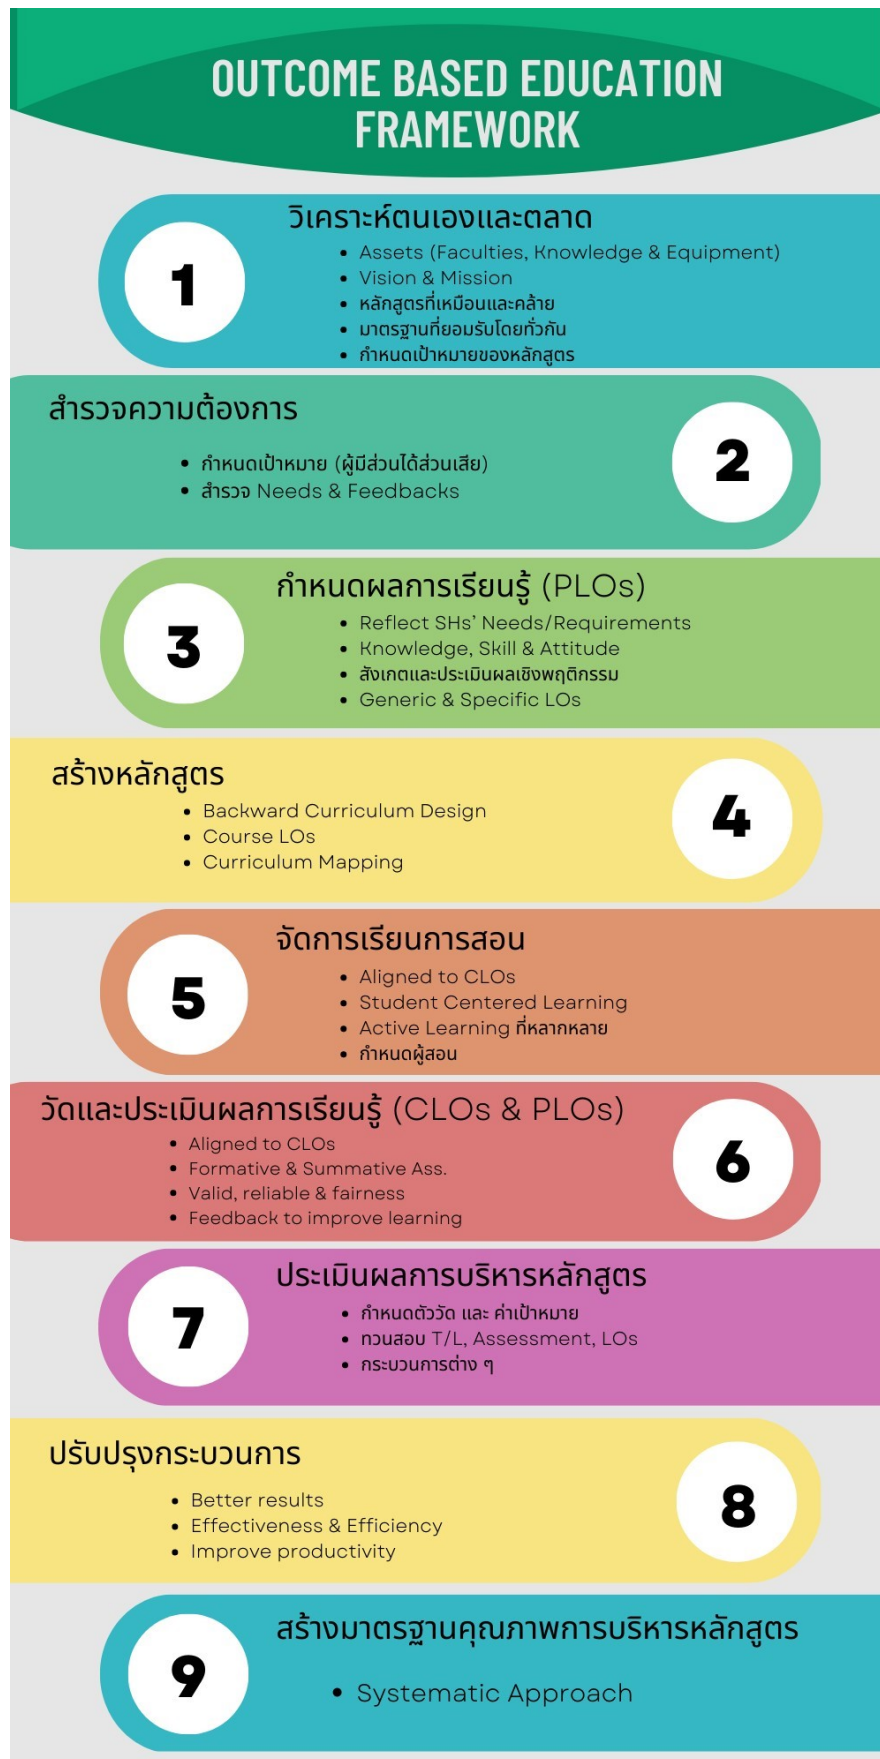 OUTCOME BASED EDUCATION
FRAMEWORK
1
วิเคราะห์ตนเองและตลาด
• Assets (Faculties, Knowledge & Equipment)
• Vision & Mission
• หลักสูตรที่เหมือนและคล้าย
• มาตรฐานที่ยอมรับโดยทั่วกัน
• กำหนดเป้าหมายของหลักสูตร
สำรวจความต้องการ
• กำหนดเป้าหมาย (ผู้มีส่วนได้ส่วนเสีย)
• สำรวจ Needs & Feedbacks
2
3
กำหนดผลการเรียนรู้ (PLOs)
• Reflect SHs’ Needs/Requirements
• Knowledge, Skill & Attitude
• สังเกตและประเมินผลเชิงพฤติกรรม
• Generic & Specific LOs
สร้างหลักสูตร
• Backward Curriculum Design
• Course LOs
• Curriculum Mapping
4
5
จัดการเรียนการสอน
• Aligned to CLOs
• Student Centered Learning
• Active Learning ที่หลากหลาย
• กำหนดผู้สอน
วัดและประเมินผลการเรียนรู้ (CLOs & PLOs)
• Aligned to CLOs
• Formative & Summative Ass.
• Valid, reliable & fairness
• Feedback to improve learning
6
7
ประเมินผลการบริหารหลักสูตร
• กำหนดตัววัด และ ค่าเป้าหมาย
• ทวนสอบ T/L, Assessment, LOs
• กระบวนการต่าง ๆ
ปรับปรุงกระบวนการ
• Better results
• Effectiveness & Efficiency
• Improve productivity
8
9
สร้างมาตรฐานคุณภาพการบริหารหลักสูตร
• Systematic Approach